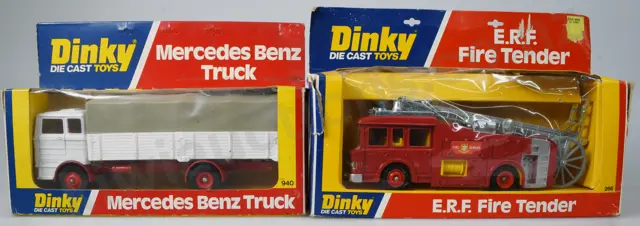 Dinky
DIE CAST TOYS
Mercedes Benz
Truck
940
Dinky
DIE CAST TOYS
Mercedes Benz Truck
Dinky
DIE CAST TOYS
E.R.F.
Fire Tender
266
Dinky
DIE CAST TOYS
E.R.F. Fire Tender